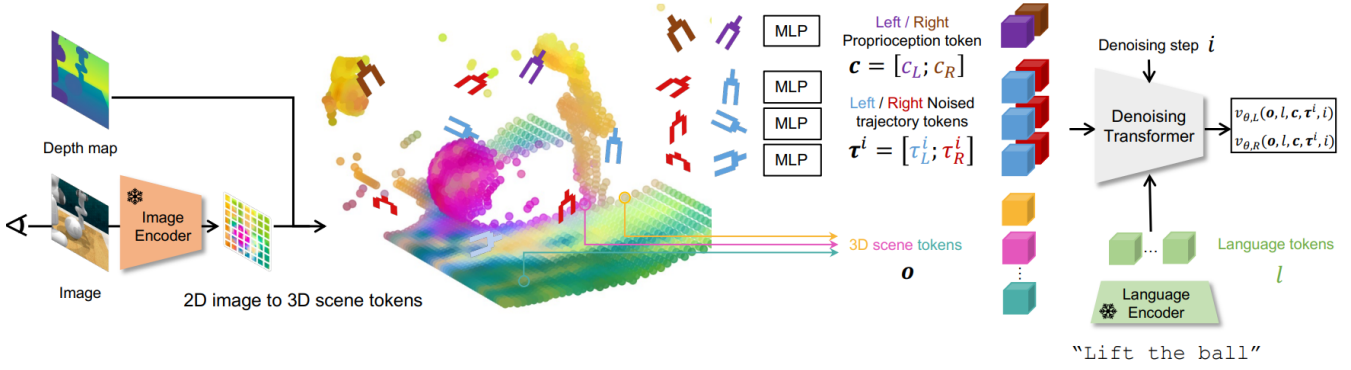 Depth map
Image
Encoder
Image
2D image to 3D scene tokens
MLP
MLP
MLP
MLP
Left / Right
Proprioception token
c = [c_L; c_R]
Left / Right Noised
trajectory tokens
τ^i = [τ_L^i; τ_R^i]
3D scene tokens
o
Denoising step i
Denoising
Transformer
v_{θ,L}(o, l, c, τ^i, i)
v_{θ,R}(o, l, c, τ^i, i)
...
Language tokens
l
Language
Encoder
"Lift the ball"